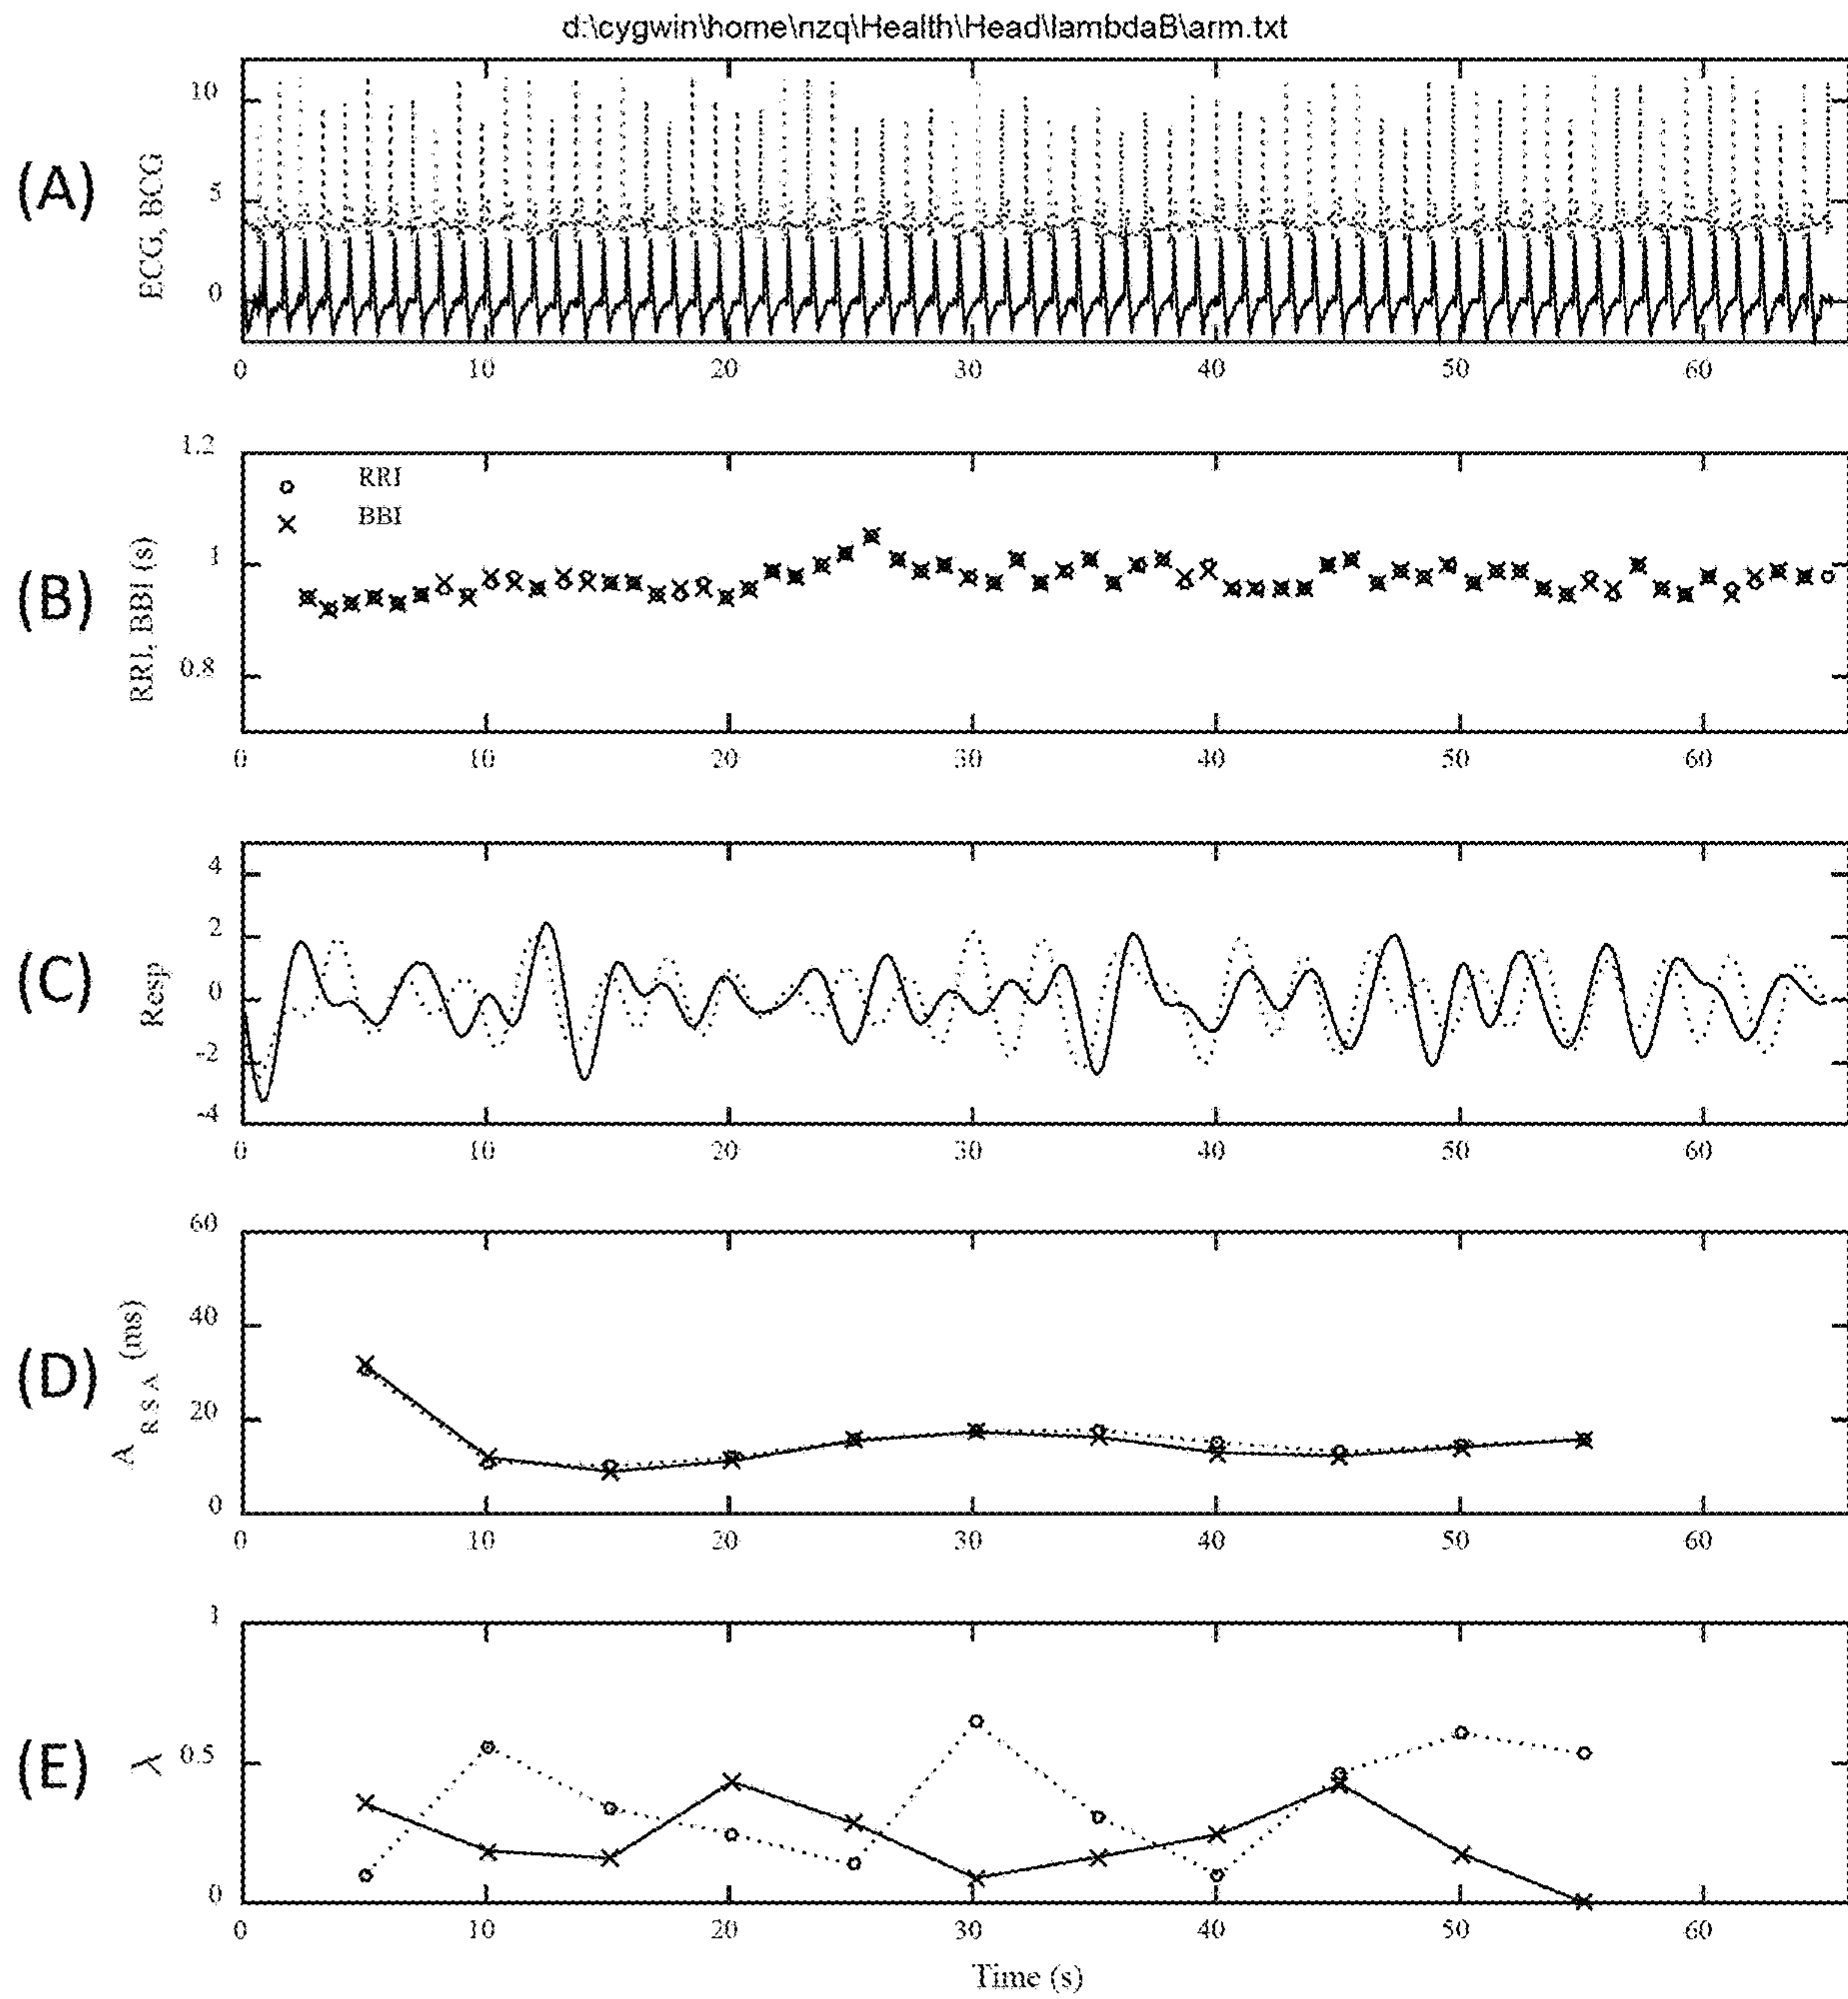 d:\cygwin\home\nzq\Health\Head\lambdaB\arm.txt
(A)
ECG, BCG
10
5
0
0 10 20 30 40 50 60
(B)
RRI, BBI (s)
1.2
1
0.8
RRI
BBI
0 10 20 30 40 50 60
(C)
Resp
4
2
0
-2
-4
0 10 20 30 40 50 60
(D)
A RSA (ms)
60
40
20
0
0 10 20 30 40 50 60
(E)
λ
1
0.5
0
0 10 20 30 40 50 60
Time (s)